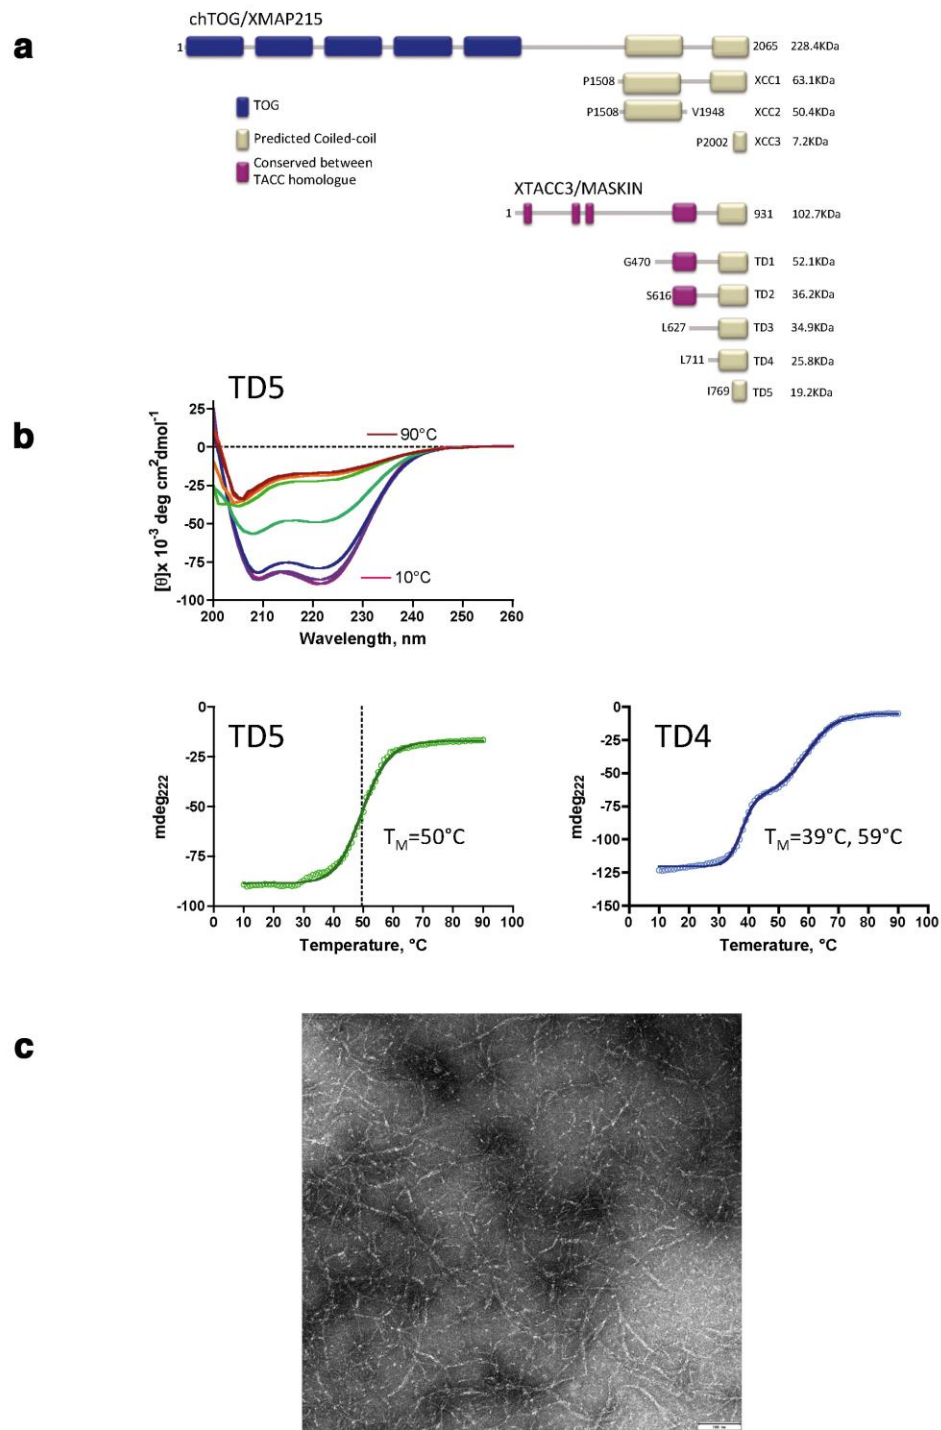 a
chTOG/XMAP215
1 2065 228.4KDa
P1508 XCC1 63.1KDa
P1508 V1948 XCC2 50.4KDa
P2002 XCC3 7.2KDa
TOG
Predicted Coiled-coil
Conserved between
TACC homologue
XTACC3/MASKIN
1 931 102.7KDa
G470 TD1 52.1KDa
S616 TD2 36.2KDa
L627 TD3 34.9KDa
L711 TD4 25.8KDa
I769 TD5 19.2KDa
b
TD5
[θ]x 10⁻³ deg cm²dmol⁻¹
25
0
-25
-50
-75
-100
90°C
10°C
200 210 220 230 240 250 260
Wavelength, nm
TD5
mdeg₂₂₂
0
-25
-50
-75
-100
T_M=50°C
0 10 20 30 40 50 60 70 80 90 100
Temperature, °C
TD4
mdeg₂₂₂
0
-25
-50
-75
-100
-125
-150
T_M=39°C, 59°C
0 10 20 30 40 50 60 70 80 90 100
Temerature, °C
c